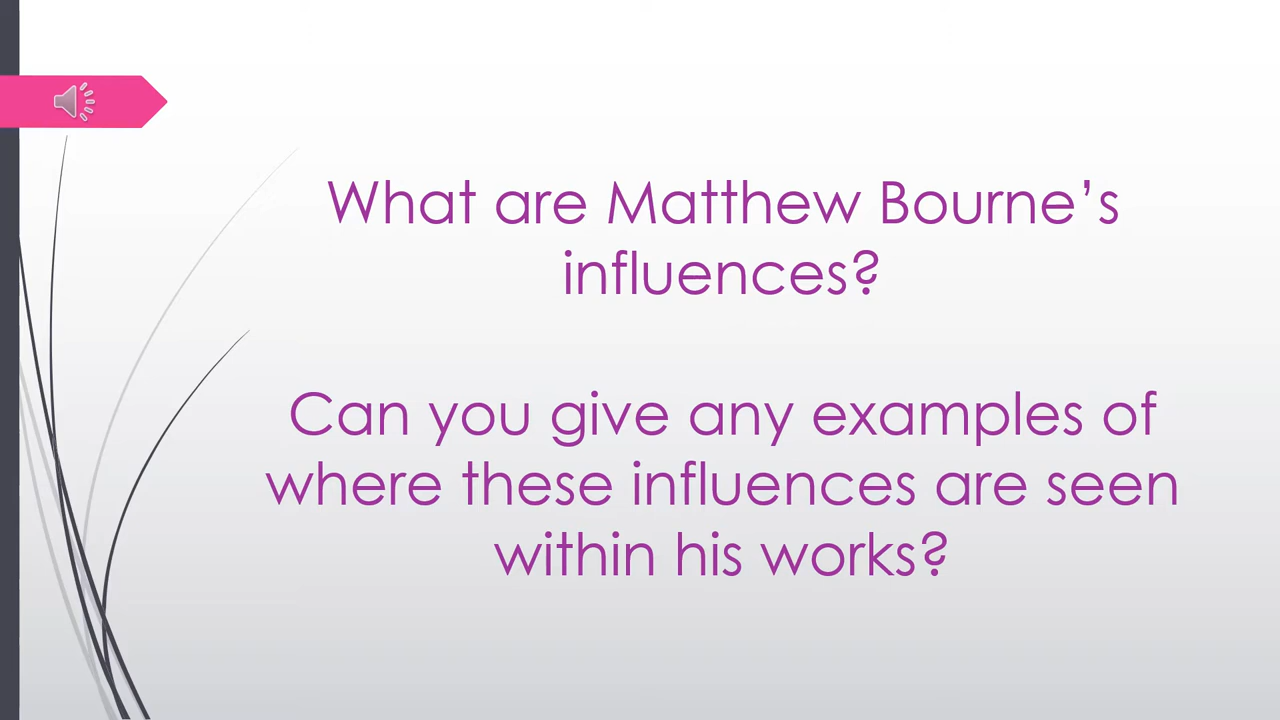 What are Matthew Bourne’s
influences?
Can you give any examples of
where these influences are seen
within his works?